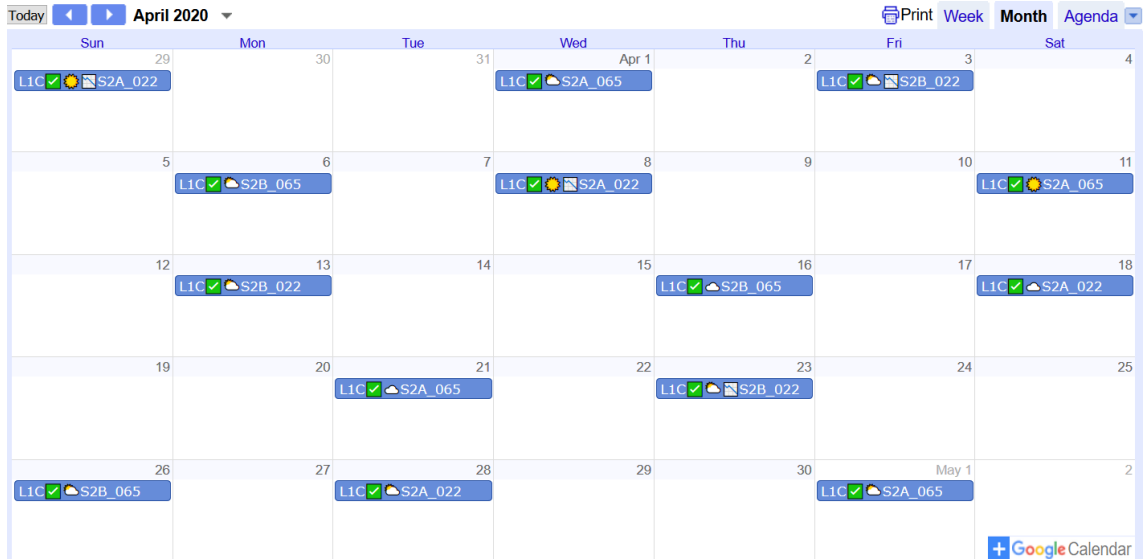 Today April 2020 Print Week Month Agenda
Sun Mon Tue Wed Thu Fri Sat
29 30 31 Apr 1 2 3 4
L1C✅☀️📉S2A_022 L1C✅🌥S2A_065 L1C✅🌥📉S2B_022
5 6 7 8 9 10 11
L1C✅🌥S2B_065 L1C✅☀️📉S2A_022 L1C✅☀️S2A_065
12 13 14 15 16 17 18
L1C✅🌥S2B_022 L1C✅☁️S2B_065 L1C✅☁️S2A_022
19 20 21 22 23 24 25
L1C✅☁️S2A_065 L1C✅🌥📉S2B_022
26 27 28 29 30 May 1 2
L1C✅🌥S2B_065 L1C✅🌥S2A_022 L1C✅🌥S2A_065
+ Google Calendar